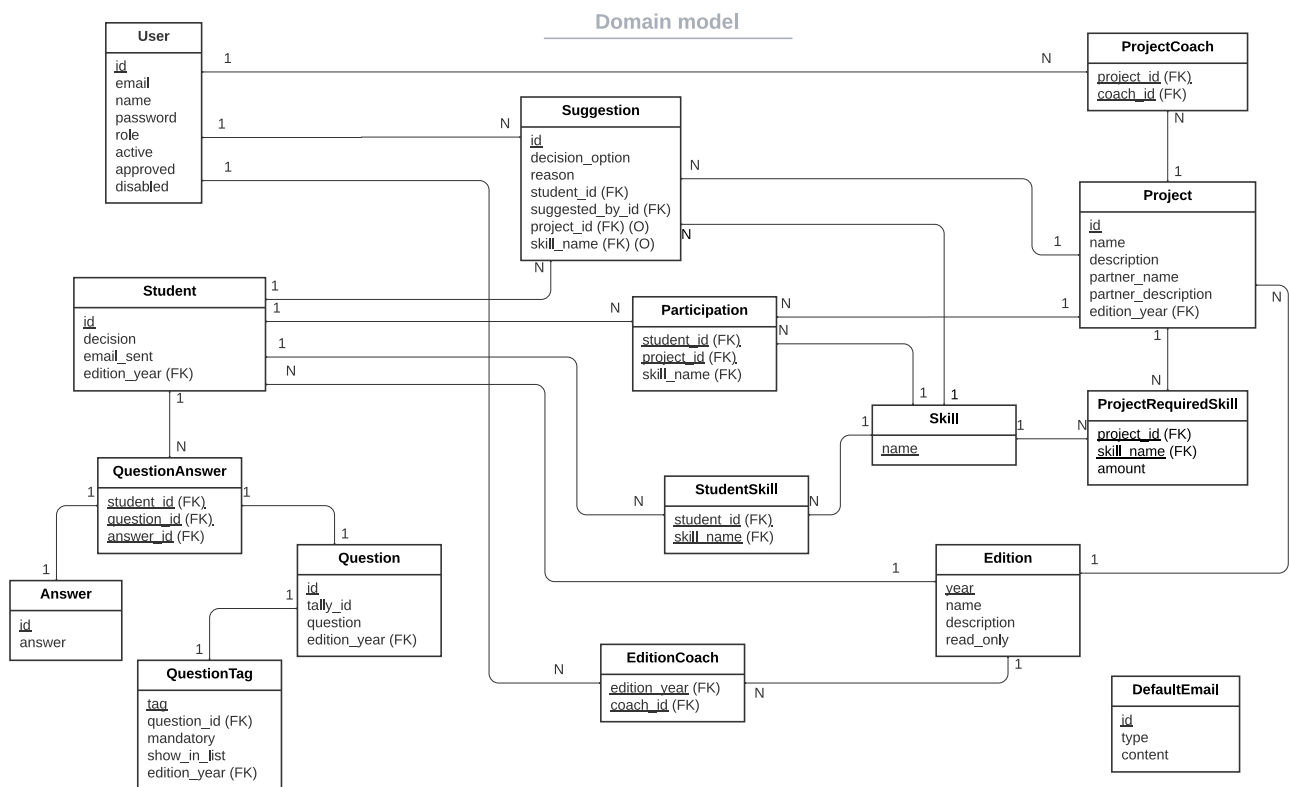 Domain model
User
id
email
name
password
role
active
approved
disabled
1
N
1
N
1
ProjectCoach
project_id (FK)
coach_id (FK)
N
1
Suggestion
id
decision_option
reason
student_id (FK)
suggested_by_id (FK)
project_id (FK) (O)
skill_name (FK) (O)
N
N
N
1
Project
id
name
description
partner_name
partner_description
edition_year (FK)
N
1
Student
id
decision
email_sent
edition_year (FK)
1
1
1
N
1
N
Participation
student_id (FK)
project_id (FK)
skill_name (FK)
N
N
1
1
1
N
ProjectRequiredSkill
project_id (FK)
skill_name (FK)
amount
Skill
name
1
1
N
N
QuestionAnswer
student_id (FK)
question_id (FK)
answer_id (FK)
1
1
StudentSkill
student_id (FK)
skill_name (FK)
N
N
1
1
Answer
id
answer
Question
id
tally_id
question
edition_year (FK)
1
1
QuestionTag
tag
question_id (FK)
mandatory
show_in_list
edition_year (FK)
Edition
year
name
description
read_only
1
1
1
EditionCoach
edition_year (FK)
coach_id (FK)
N
N
DefaultEmail
id
type
content